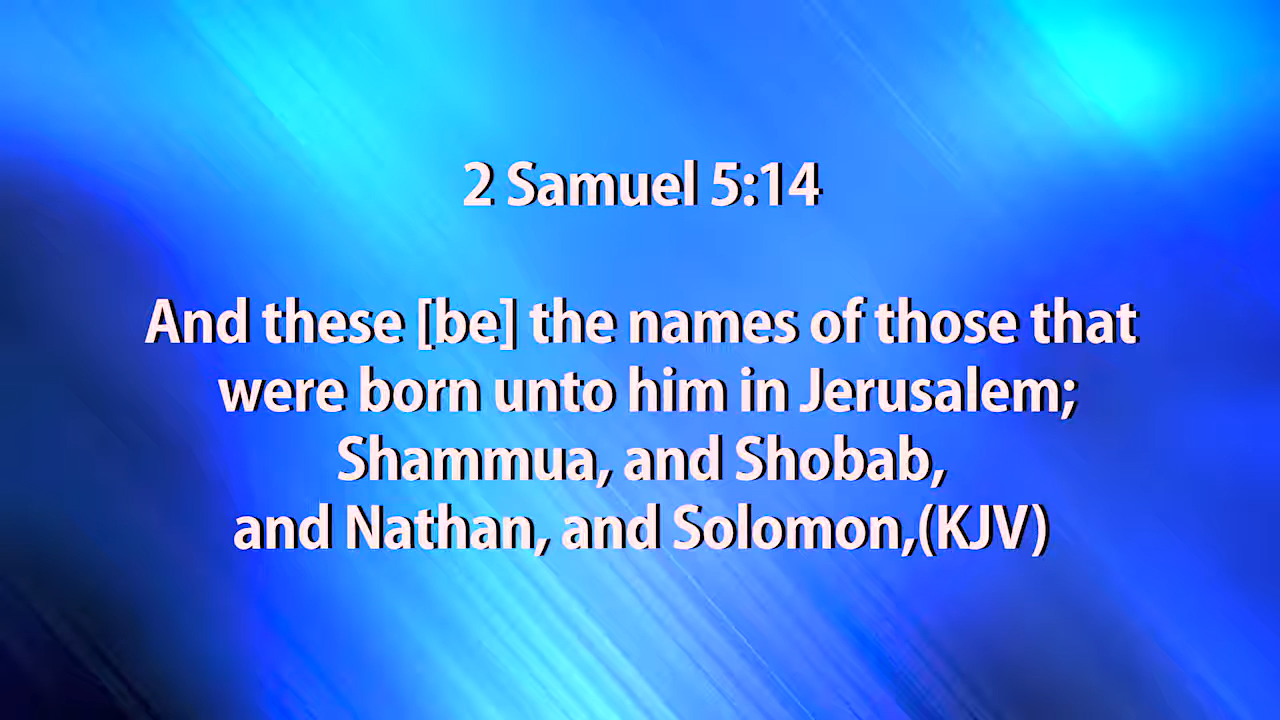 2 Samuel 5:14
And these [be] the names of those that
were born unto him in Jerusalem;
Shammua, and Shobab,
and Nathan, and Solomon,(KJV)